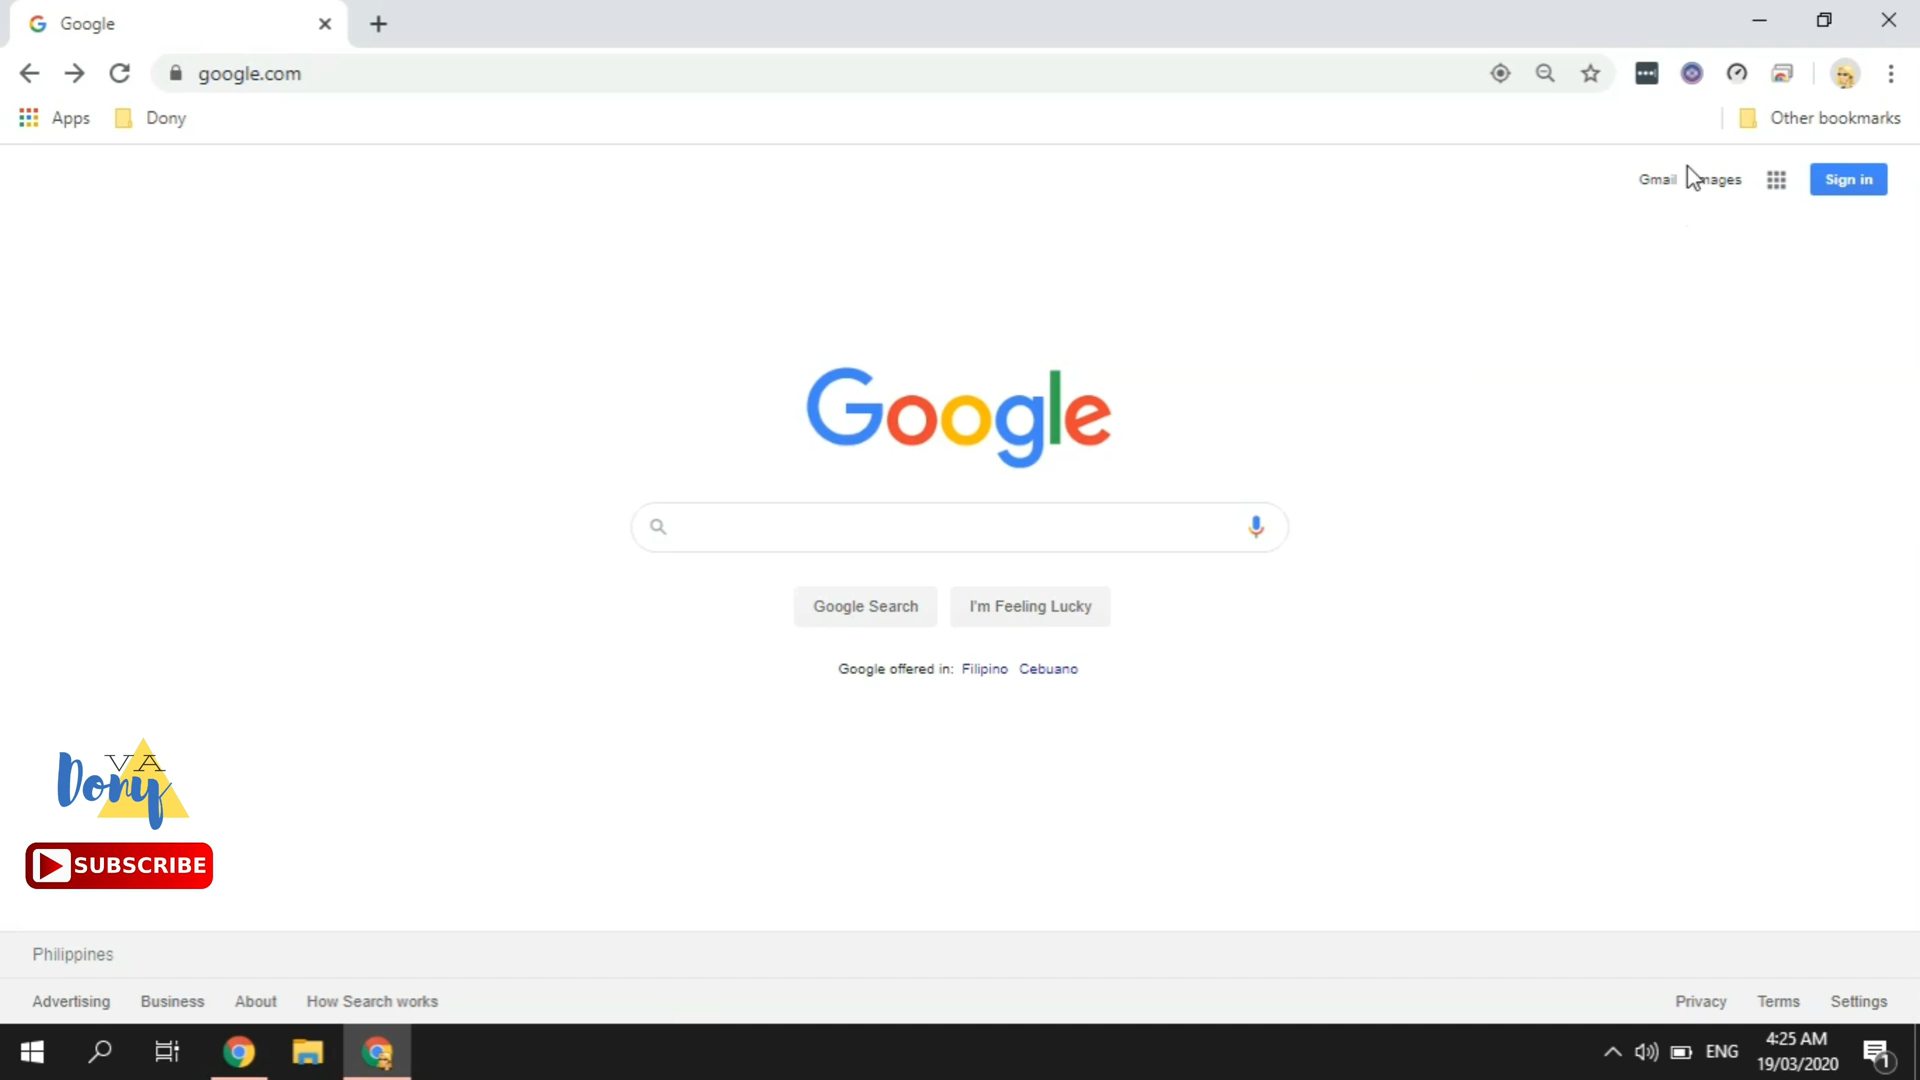 Google
google.com
Apps Dony Other bookmarks
Gmail Images Sign in
Google
Google Search I'm Feeling Lucky
Google offered in: Filipino Cebuano
VA
Dony
SUBSCRIBE
Philippines
Advertising Business About How Search works Privacy Terms Settings
ENG 4:25 AM
19/03/2020
1